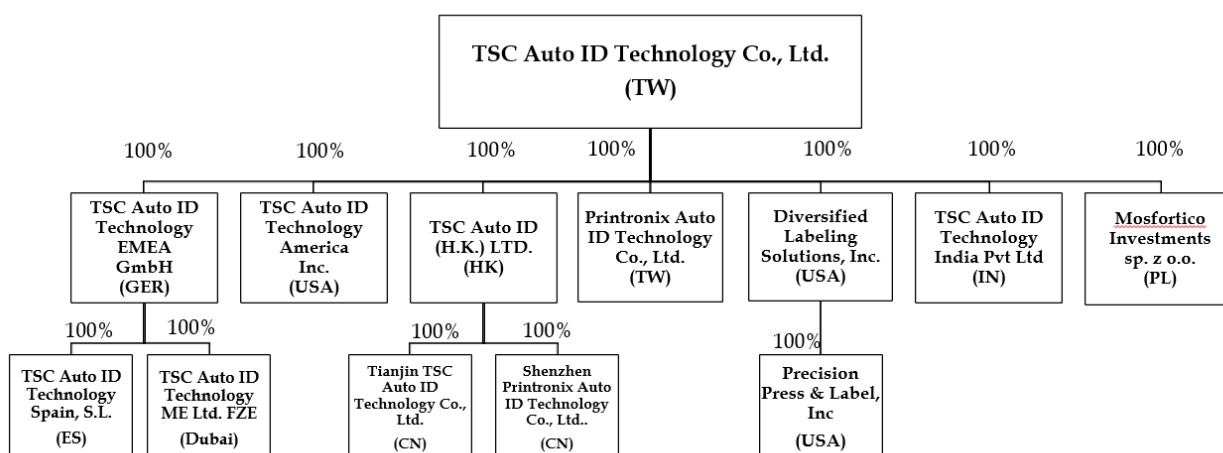 TSC Auto ID Technology Co., Ltd.
(TW)
100%
100%
100%
100%
100%
100%
100%
TSC Auto ID
Technology
EMEA
GmbH
(GER)
TSC Auto ID
Technology
America
Inc.
(USA)
TSC Auto ID
(H.K.) LTD.
(HK)
Printronix Auto
ID Technology
Co., Ltd.
(TW)
Diversified
Labeling
Solutions, Inc.
(USA)
TSC Auto ID
Technology
India Pvt Ltd
(IN)
Mosfortico
Investments
sp. z o.o.
(PL)
100%
100%
100%
100%
100%
TSC Auto ID
Technology
Spain, S.L.
(ES)
TSC Auto ID
Technology
ME Ltd. FZE
(Dubai)
Tianjin TSC
Auto ID
Technology Co.,
Ltd.
(CN)
Shenzhen
Printronix Auto
ID Technology
Co., Ltd..
(CN)
Precision
Press & Label,
Inc
(USA)